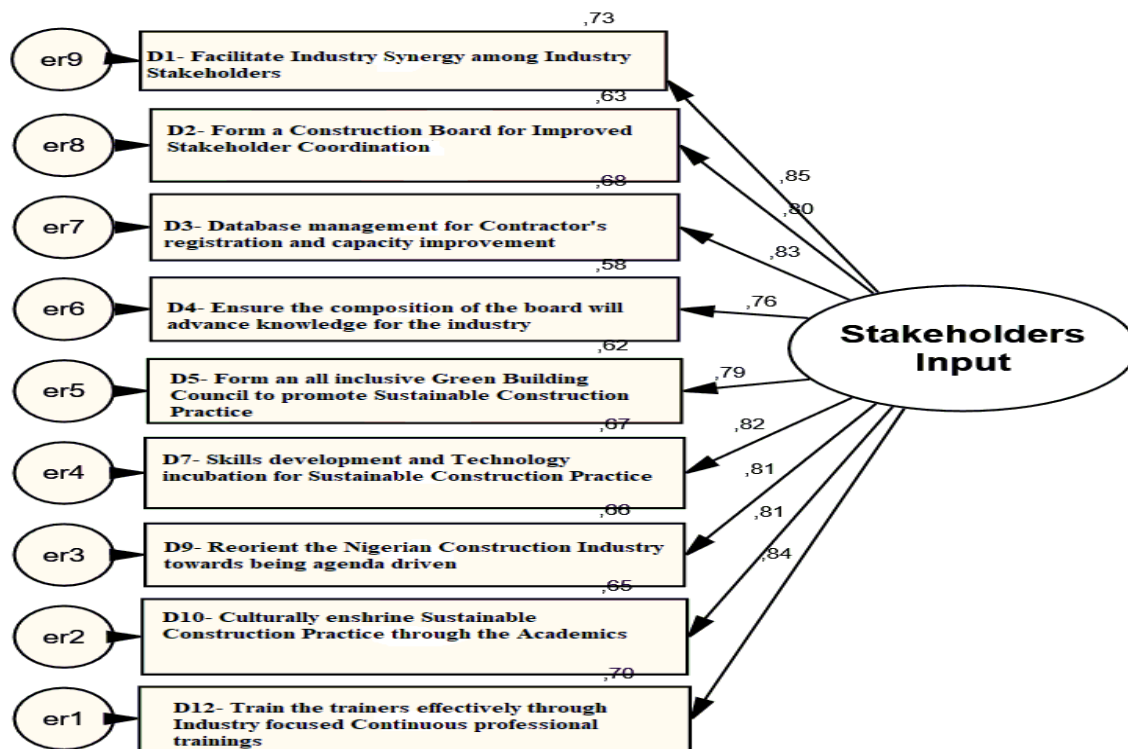 ,73
er9
D1- Facilitate Industry Synergy among Industry
Stakeholders
,63
er8
D2- Form a Construction Board for Improved
Stakeholder Coordination
,68
er7
D3- Database management for Contractor's
registration and capacity improvement
,58
er6
D4- Ensure the composition of the board will
advance knowledge for the industry
,62
er5
D5- Form an all inclusive Green Building
Council to promote Sustainable Construction
Practice
,67
er4
D7- Skills development and Technology
incubation for Sustainable Construction Practice
,66
er3
D9- Reorient the Nigerian Construction Industry
towards being agenda driven
,65
er2
D10- Culturally enshrine Sustainable
Construction Practice through the Academics
,70
er1
D12- Train the trainers effectively through
Industry focused Continuous professional
trainings
,85
,80
,83
,76
,79
,82
,81
,81
,84
Stakeholders
Input